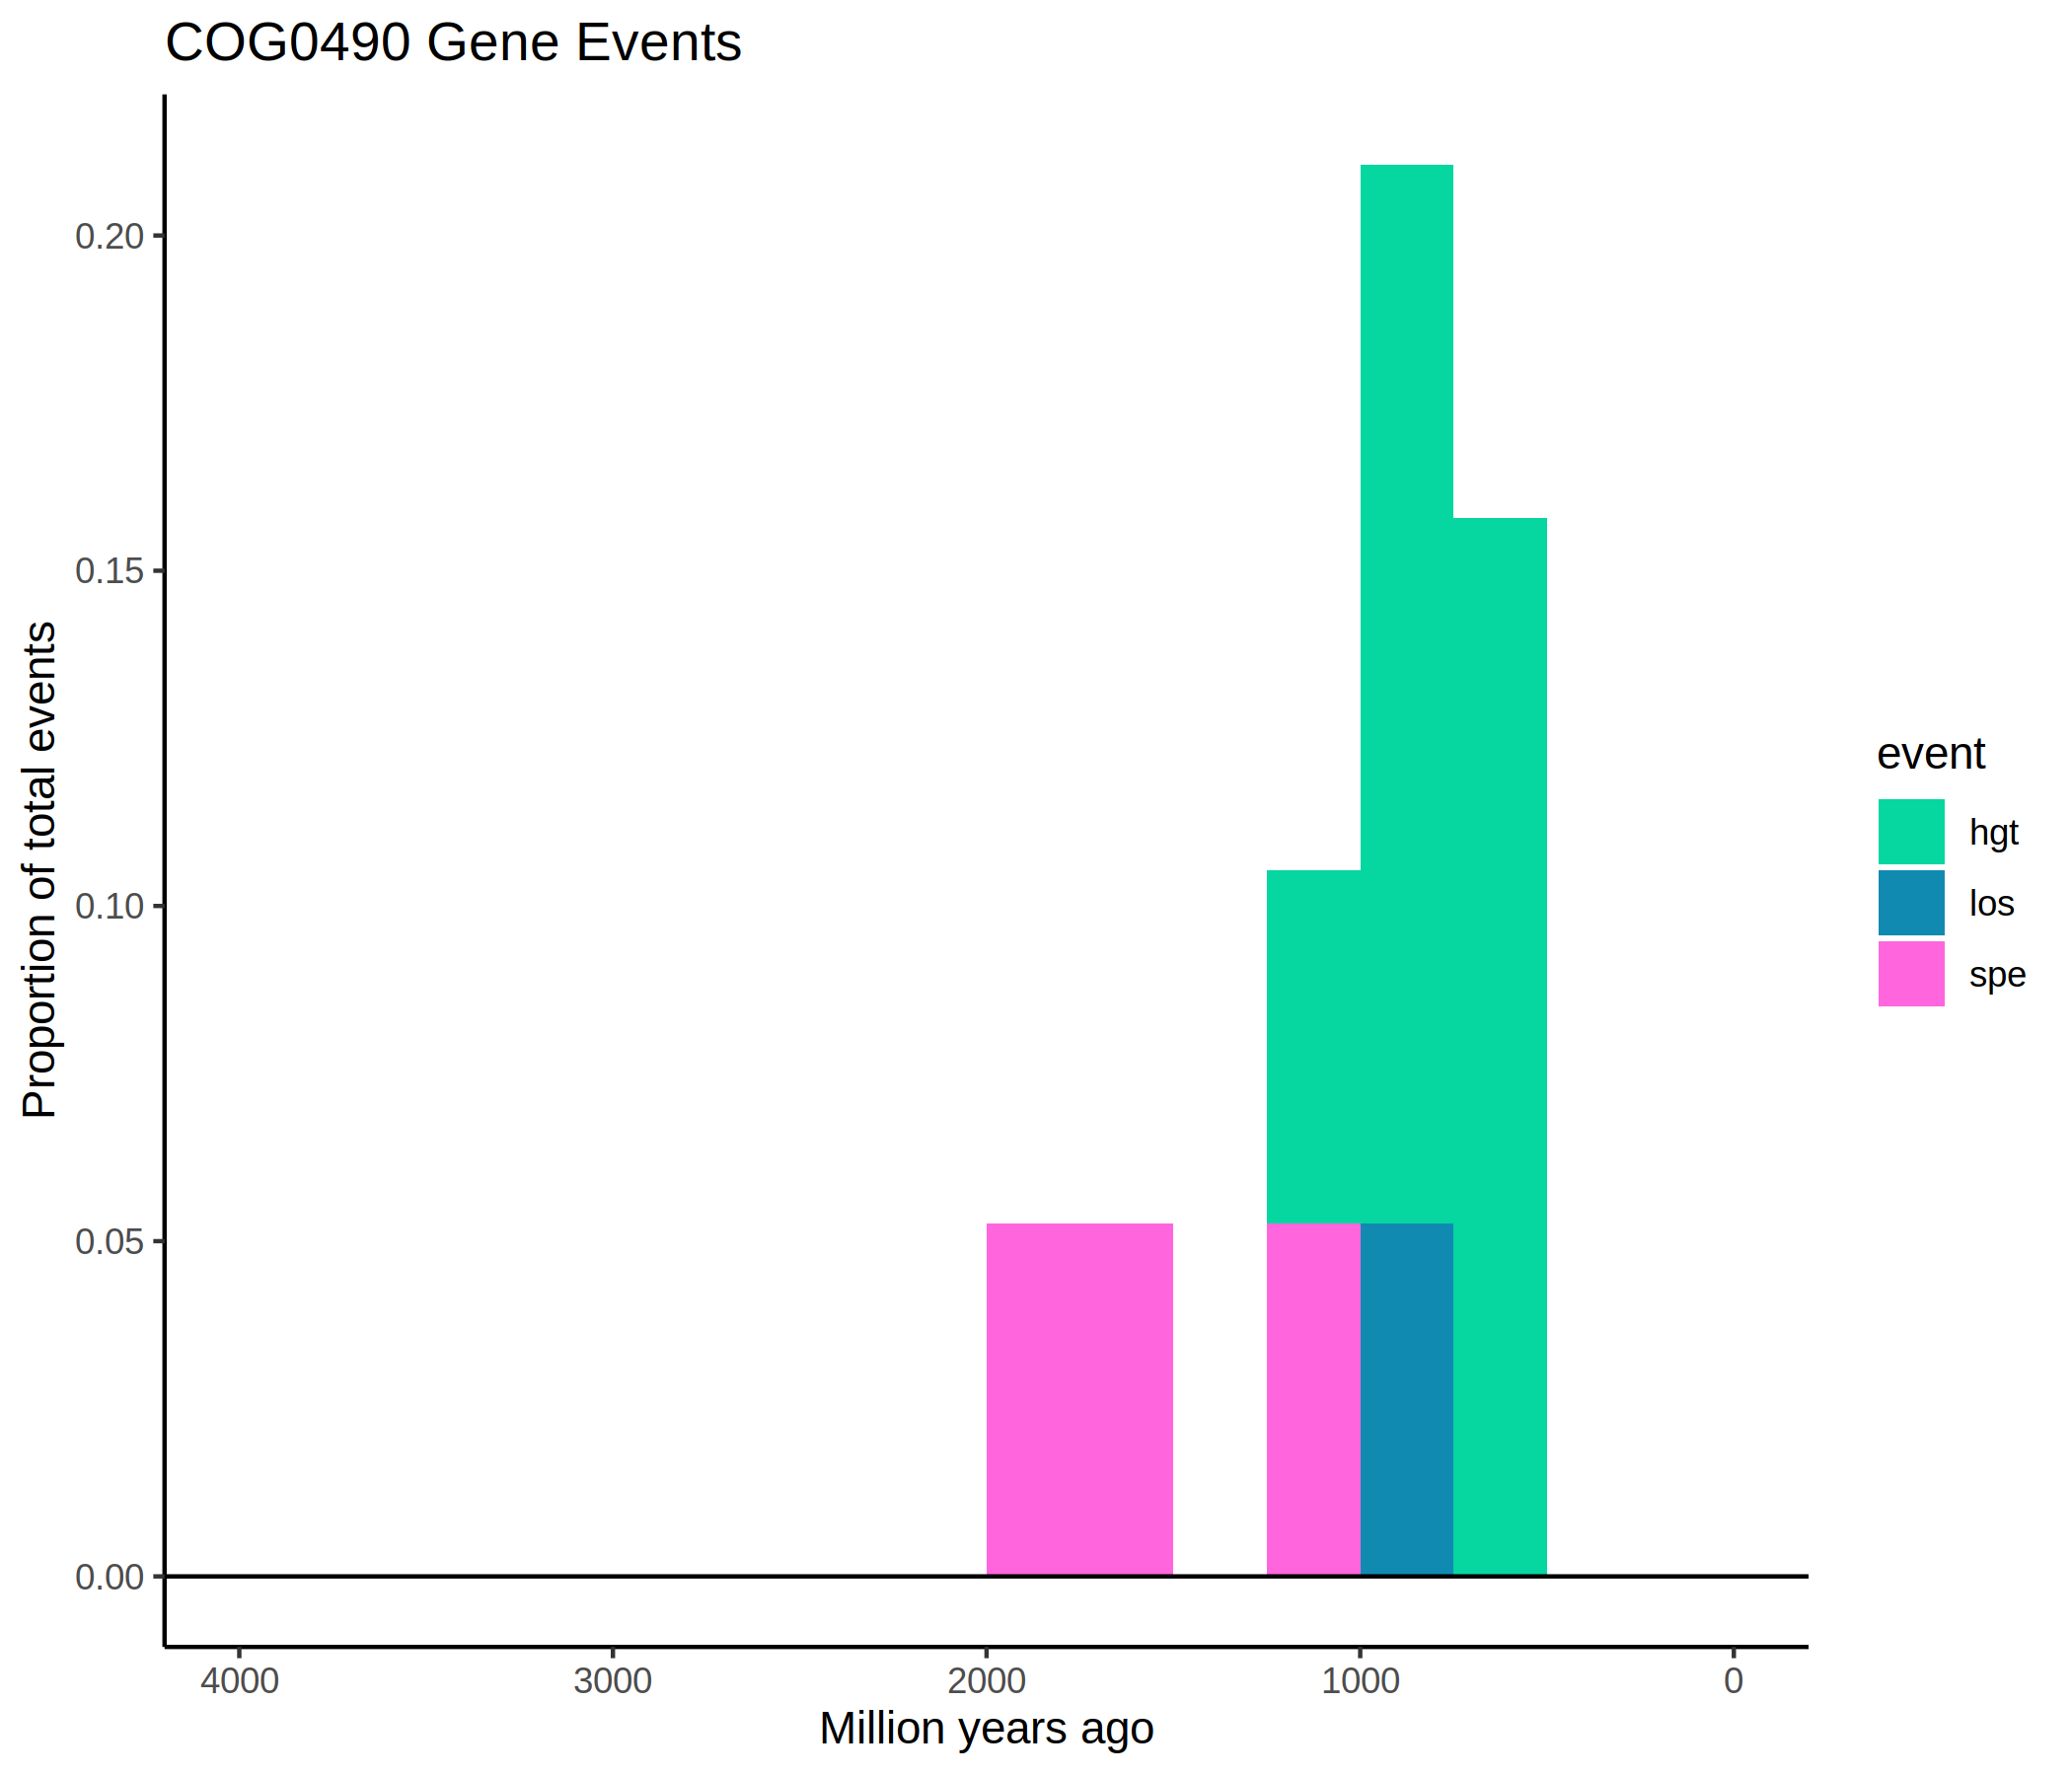 COG0490 Gene Events
Proportion of total events
0.20
0.15
0.10
0.05
0.00
4000 3000 2000 1000 0
Million years ago
event
hgt
los
spe